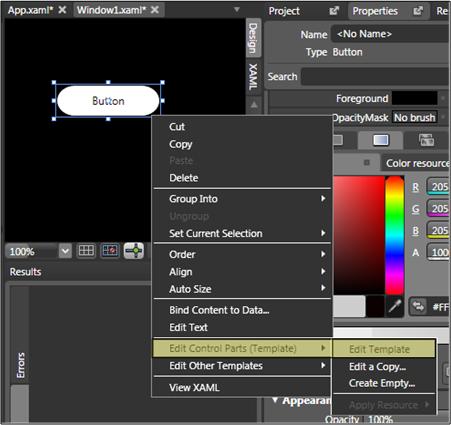 App.xaml* × Window1.xaml* ×
Project × Properties × Re
Name <No Name>
Type Button
Search
Design
XAML
Foreground
OpacityMask No brush
Button
Cut
Copy
Paste
Delete
Group Into
Ungroup
Set Current Selection
Order
Align
Auto Size
Bind Content to Data...
Edit Text
Edit Control Parts (Template)
Edit Other Templates
View XAML
Edit Template
Edit a Copy...
Create Empty...
Apply Resource
Color resource
R 205
G 205
B 205
A 100
#FF
100%
Results
Errors
Appearan
Opacity 100%